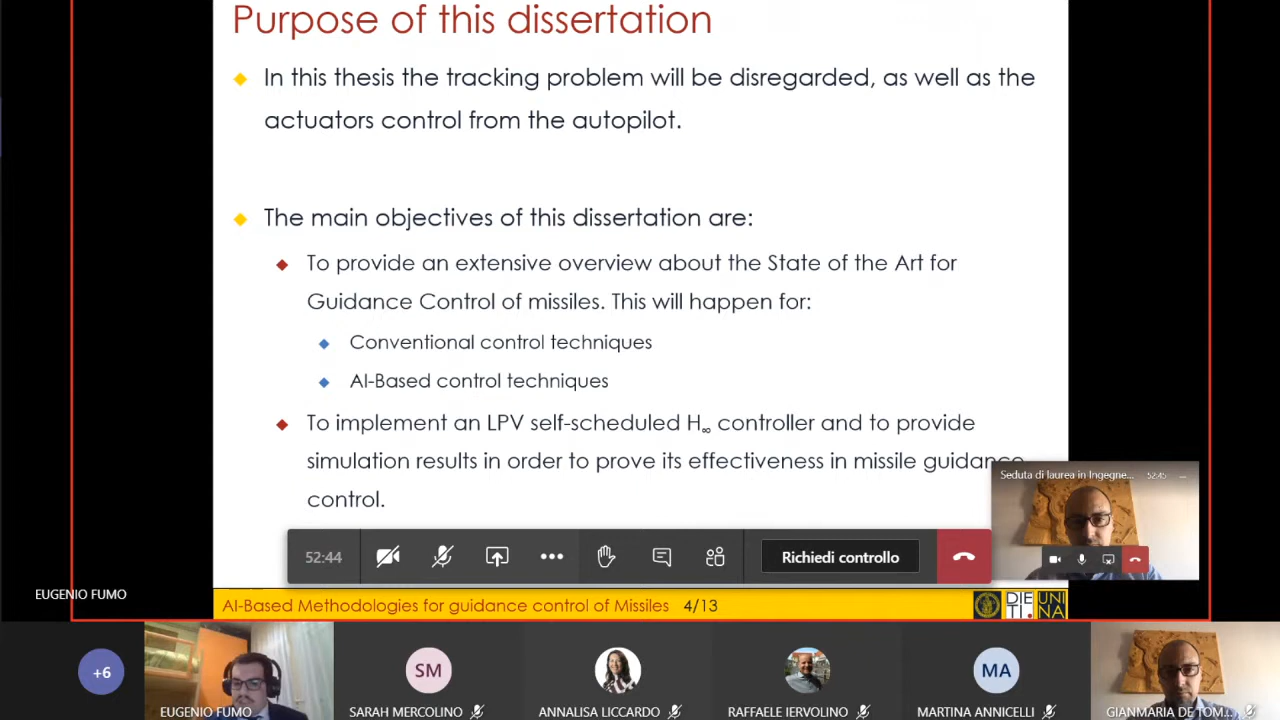 Purpose of this dissertation
In this thesis the tracking problem will be disregarded, as well as the
actuators control from the autopilot.
The main objectives of this dissertation are:
To provide an extensive overview about the State of the Art for
Guidance Control of missiles. This will happen for:
Conventional control techniques
AI-Based control techniques
To implement an LPV self-scheduled H∞ controller and to provide
simulation results in order to prove its effectiveness in missile guidance
control.
Seduta di laurea in Ingegne... 52:45 ...
52:44
Richiedi controllo
EUGENIO FUMO
AI-Based Methodologies for guidance control of Missiles 4/13
DIE
TI.
UNI
NA
+6
SM
MA
EUGENIO FUMO
SARAH MERCOLINO
ANNALISA LICCARDO
RAFFAELE IERVOLINO
MARTINA ANNICELLI
GIANMARIA DE TOM...